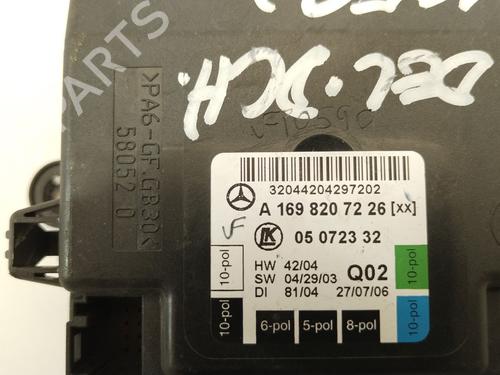 DEL. DCH.
>PA6-GF.GB30<
58052 0
32044204297202
A 169 820 72 26 [xx]
LK 05 0723 32
10-pol
10-pol
HW 42/04 Q02
SW 04/29/03
DI 81/04 27/07/06
10-pol
10-pol
6-pol 5-pol 8-pol